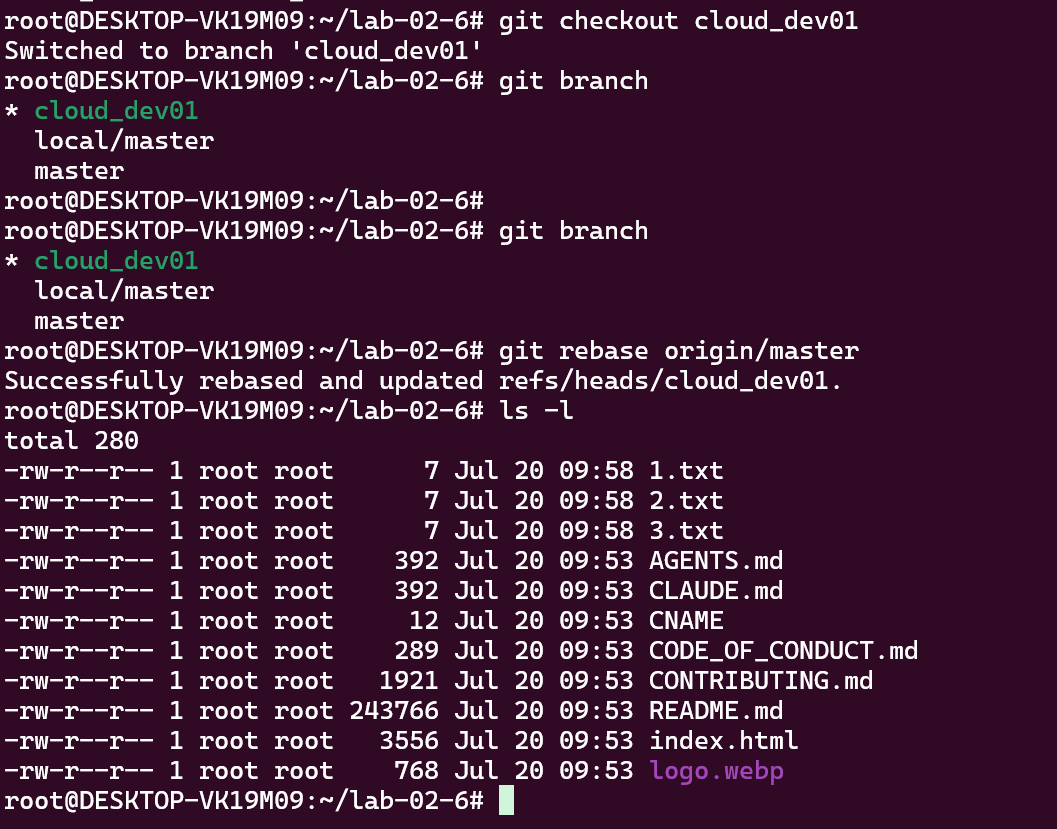 root@DESKTOP-VK19M09:~/lab-02-6# git checkout cloud_dev01
Switched to branch 'cloud_dev01'
root@DESKTOP-VK19M09:~/lab-02-6# git branch
* cloud_dev01
  local/master
  master
root@DESKTOP-VK19M09:~/lab-02-6#
root@DESKTOP-VK19M09:~/lab-02-6# git branch
* cloud_dev01
  local/master
  master
root@DESKTOP-VK19M09:~/lab-02-6# git rebase origin/master
Successfully rebased and updated refs/heads/cloud_dev01.
root@DESKTOP-VK19M09:~/lab-02-6# ls -l
total 280
-rw-r--r-- 1 root root      7 Jul 20 09:58 1.txt
-rw-r--r-- 1 root root      7 Jul 20 09:58 2.txt
-rw-r--r-- 1 root root      7 Jul 20 09:58 3.txt
-rw-r--r-- 1 root root    392 Jul 20 09:53 AGENTS.md
-rw-r--r-- 1 root root    392 Jul 20 09:53 CLAUDE.md
-rw-r--r-- 1 root root     12 Jul 20 09:53 CNAME
-rw-r--r-- 1 root root    289 Jul 20 09:53 CODE_OF_CONDUCT.md
-rw-r--r-- 1 root root   1921 Jul 20 09:53 CONTRIBUTING.md
-rw-r--r-- 1 root root 243766 Jul 20 09:53 README.md
-rw-r--r-- 1 root root   3556 Jul 20 09:53 index.html
-rw-r--r-- 1 root root    768 Jul 20 09:53 logo.webp
root@DESKTOP-VK19M09:~/lab-02-6#